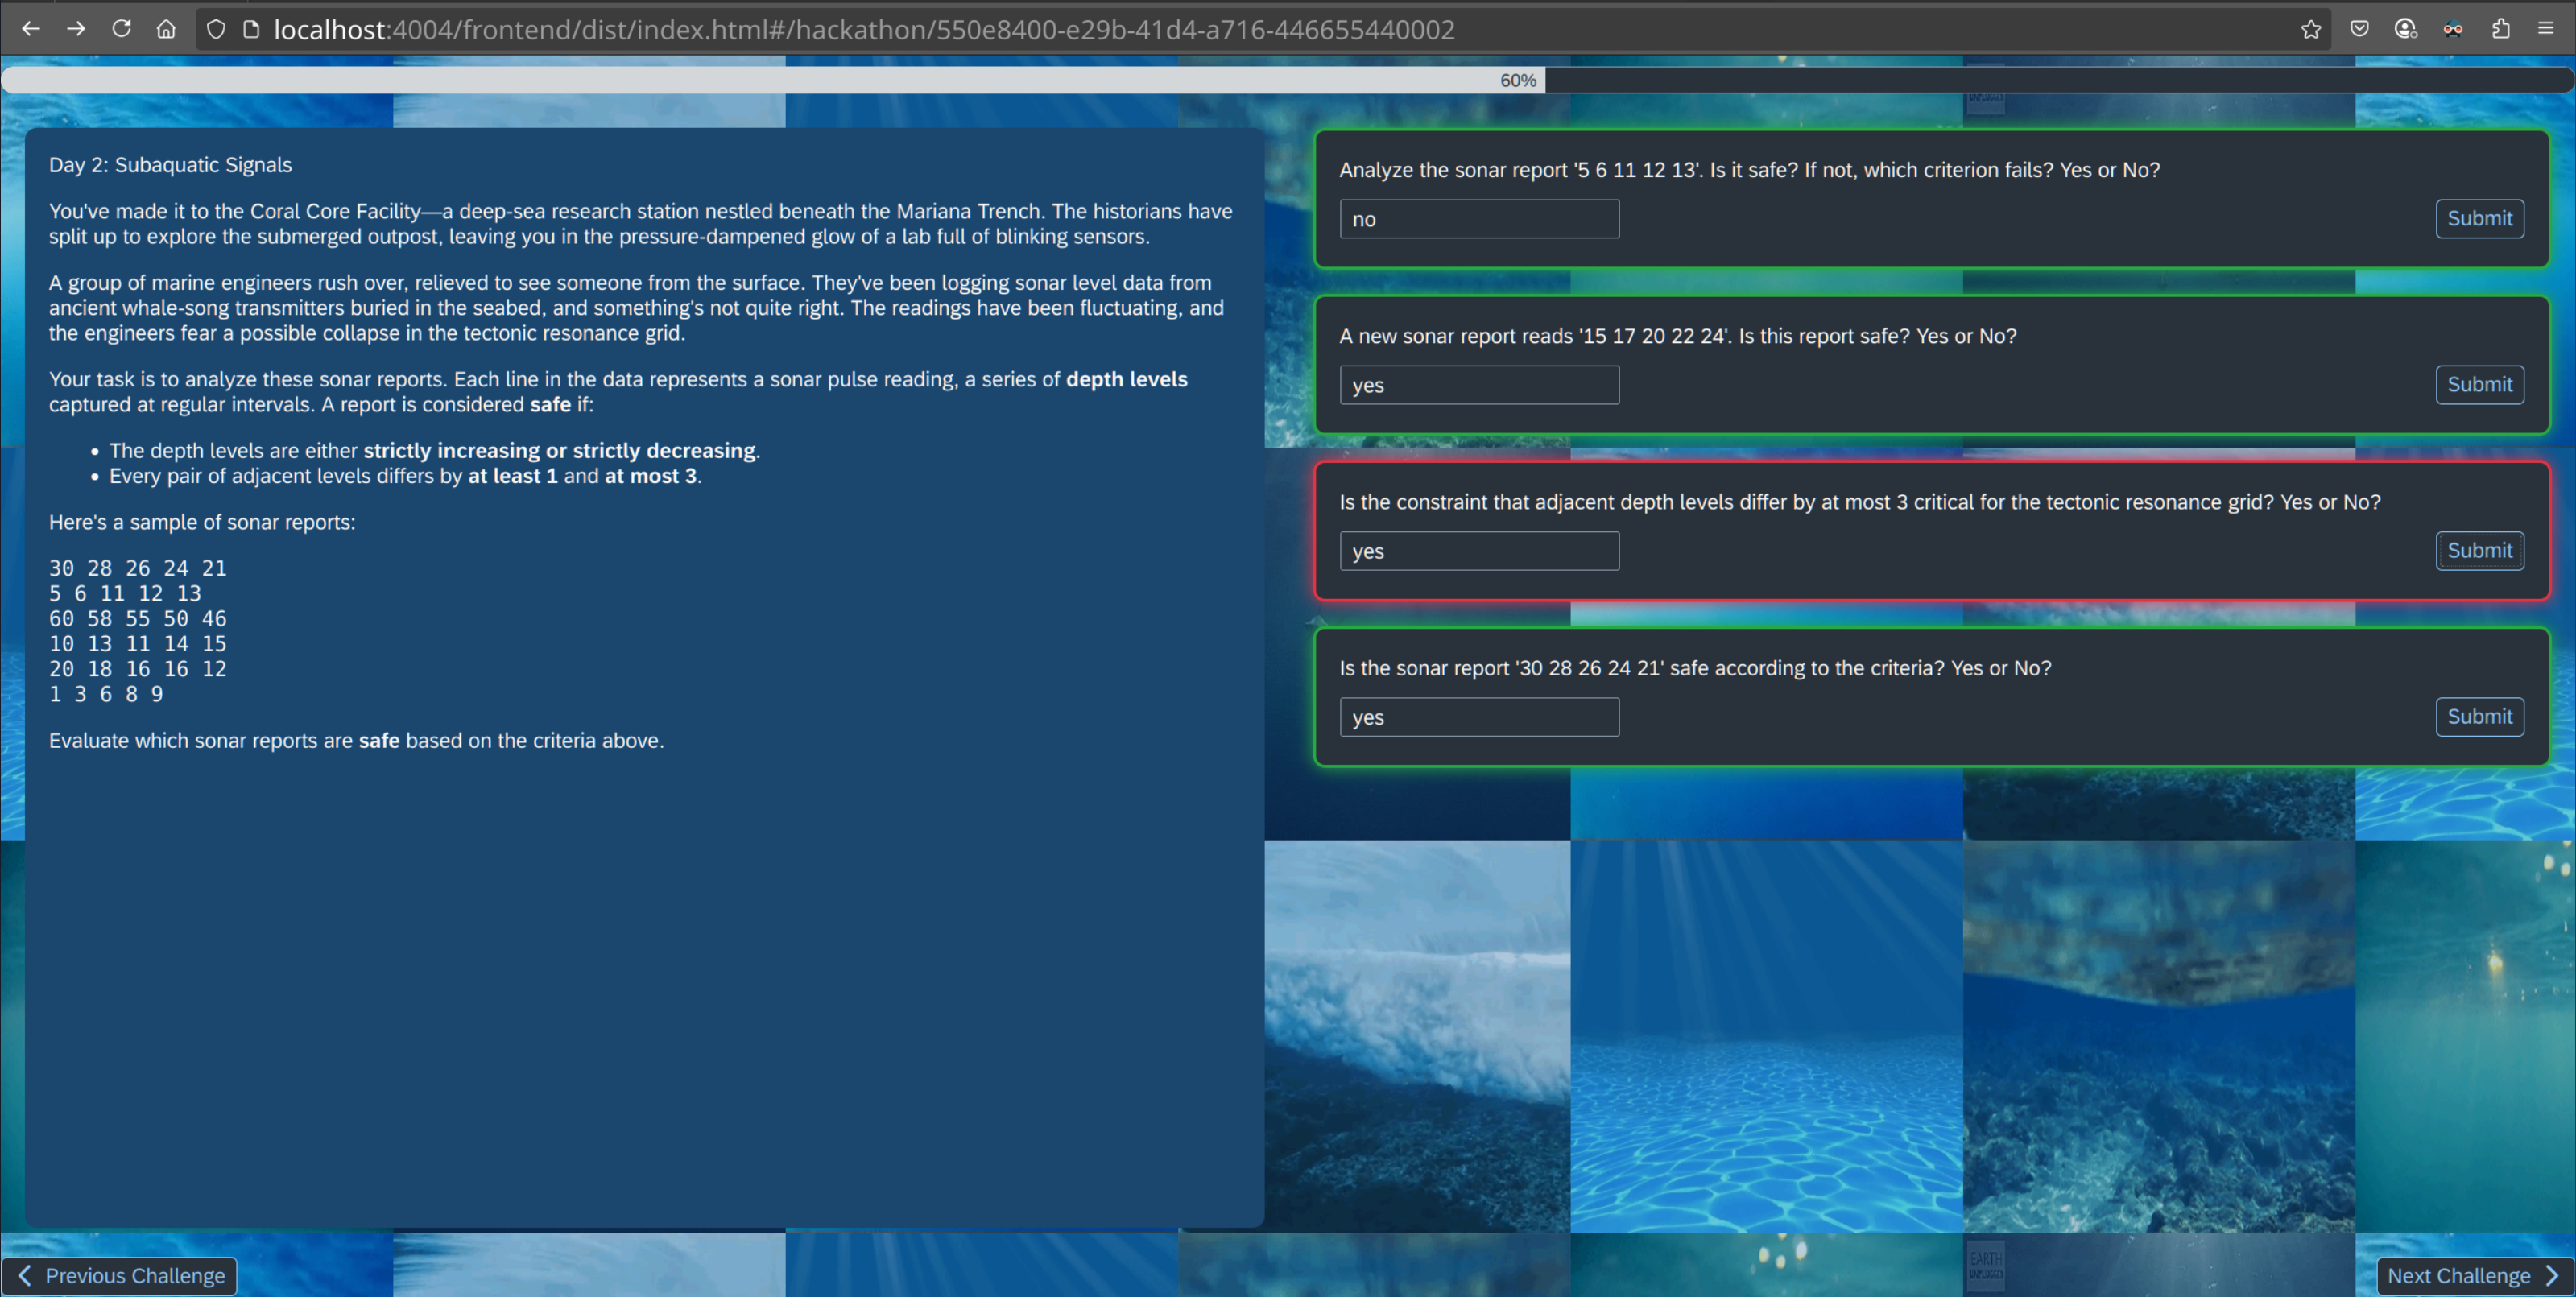 localhost:4004/frontend/dist/index.html#/hackathon/550e8400-e29b-41d4-a716-446655440002
60%
Day 2: Subaquatic Signals
You've made it to the Coral Core Facility—a deep-sea research station nestled beneath the Mariana Trench. The historians have
split up to explore the submerged outpost, leaving you in the pressure-dampened glow of a lab full of blinking sensors.
A group of marine engineers rush over, relieved to see someone from the surface. They've been logging sonar level data from
ancient whale-song transmitters buried in the seabed, and something's not quite right. The readings have been fluctuating, and
the engineers fear a possible collapse in the tectonic resonance grid.
Your task is to analyze these sonar reports. Each line in the data represents a sonar pulse reading, a series of depth levels
captured at regular intervals. A report is considered safe if:
• The depth levels are either strictly increasing or strictly decreasing.
• Every pair of adjacent levels differs by at least 1 and at most 3.
Here's a sample of sonar reports:
30 28 26 24 21
5 6 11 12 13
60 58 55 50 46
10 13 11 14 15
20 18 16 16 12
1 3 6 8 9
Evaluate which sonar reports are safe based on the criteria above.
Analyze the sonar report '5 6 11 12 13'. Is it safe? If not, which criterion fails? Yes or No?
no
Submit
A new sonar report reads '15 17 20 22 24'. Is this report safe? Yes or No?
yes
Submit
Is the constraint that adjacent depth levels differ by at most 3 critical for the tectonic resonance grid? Yes or No?
yes
Submit
Is the sonar report '30 28 26 24 21' safe according to the criteria? Yes or No?
yes
Submit
EARTH
UNPLUGGED
Previous Challenge
Next Challenge